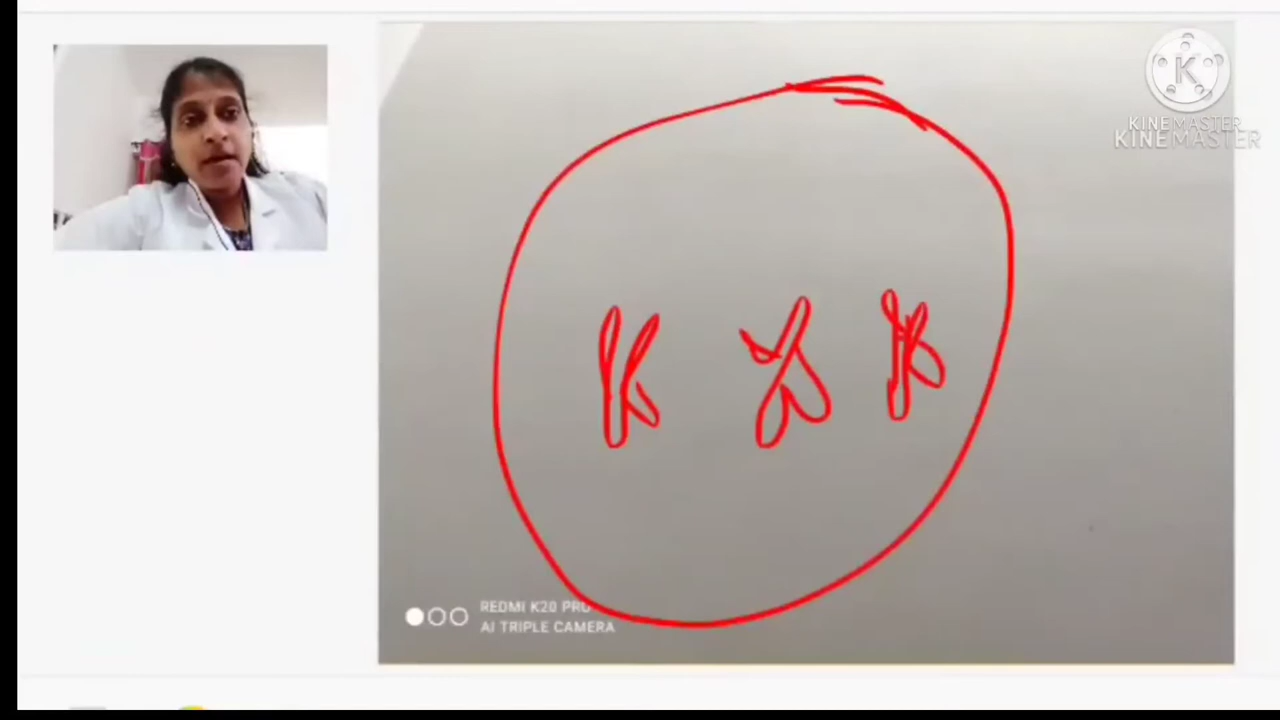 K
KINEMASTER
KINEMASTER
REDMI K20 PRO
AI TRIPLE CAMERA